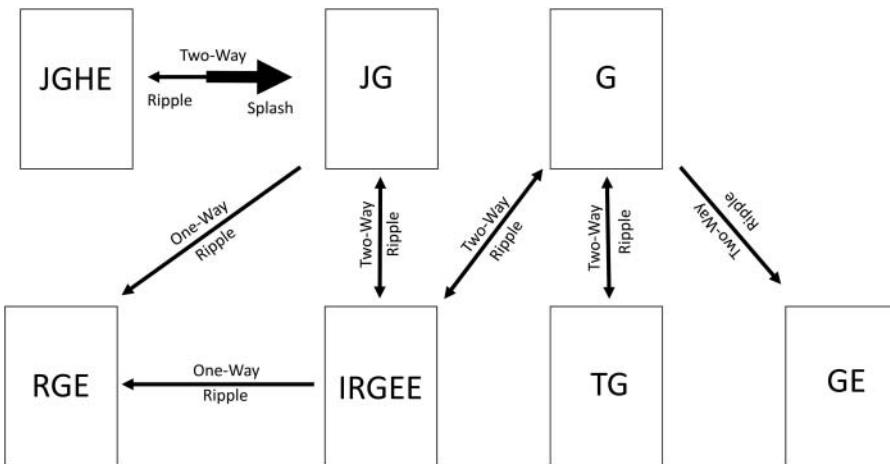 JGHE
Two-Way
Ripple
Splash
JG
G
One-Way
Ripple
Two-Way
Ripple
Two-Way
Ripple
Two-Way
Ripple
Ripple
Two-Way
RGE
One-Way
Ripple
IRGEE
TG
GE